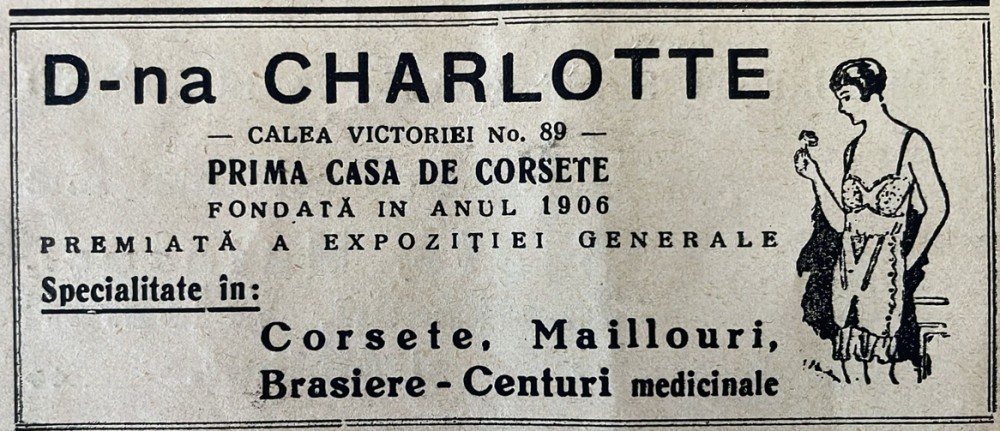 D-na CHARLOTTE
— CALEA VICTORIEI No. 89 —
PRIMA CASA DE CORSETE
FONDATĂ IN ANUL 1906
PREMIATĂ A EXPOZIȚIEI GENERALE
Specialitate în:
Corsete, Maillouri,
Brasiere - Centuri medicinale